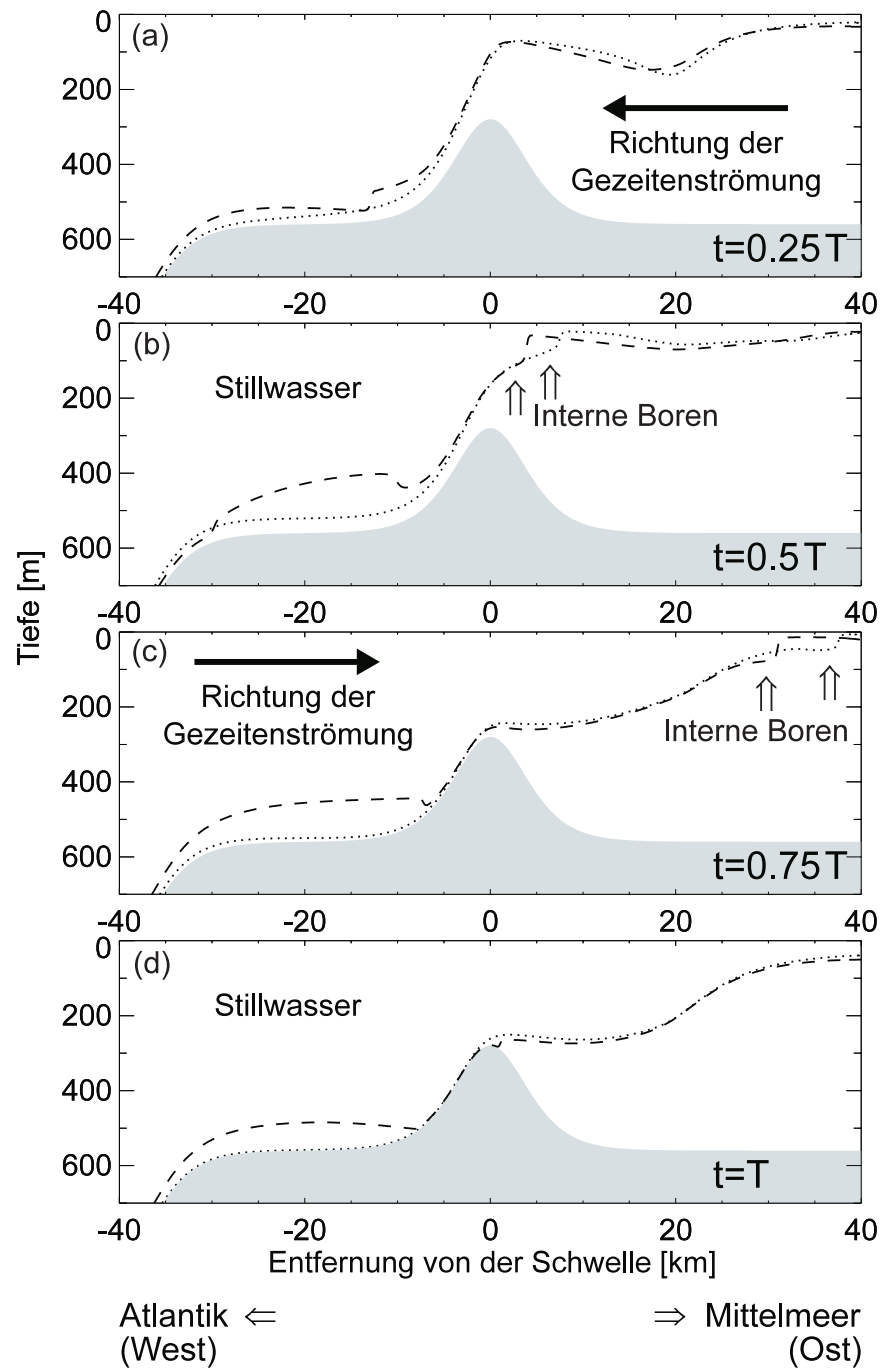 0
200
400
600
(a)
Richtung der
Gezeitenströmung
t=0.25T
-40 -20 0 20 40
0
200
400
600
(b)
Stillwasser
⇑ ⇑
Interne Boren
t=0.5T
-40 -20 0 20 40
Tiefe [m]
0
200
400
600
(c)
Richtung der
Gezeitenströmung
⇑ ⇑
Interne Boren
t=0.75T
-40 -20 0 20 40
0
200
400
600
(d)
Stillwasser
t=T
-40 -20 0 20 40
Entfernung von der Schwelle [km]
Atlantik ⇐
(West)
⇒ Mittelmeer
(Ost)